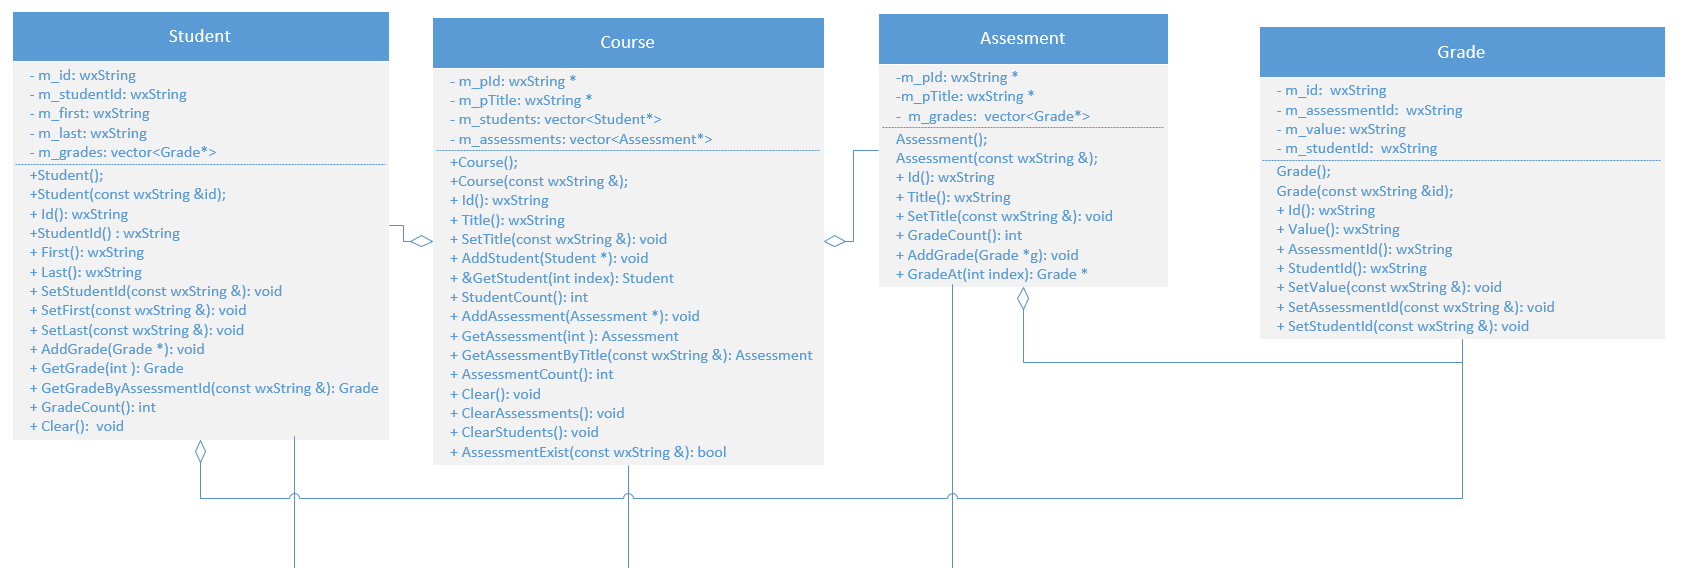 Student
- m_id: wxString
- m_studentId: wxString
- m_first: wxString
- m_last: wxString
- m_grades: vector<Grade*>
+Student();
+Student(const wxString &id);
+ Id(): wxString
+StudentId() : wxString
+ First(): wxString
+ Last(): wxString
+ SetStudentId(const wxString &): void
+ SetFirst(const wxString &): void
+ SetLast(const wxString &): void
+ AddGrade(Grade *): void
+ GetGrade(int ): Grade
+ GetGradeByAssessmentId(const wxString &): Grade
+ GradeCount(): int
+ Clear():  void
Course
- m_pId: wxString *
- m_pTitle: wxString *
- m_students: vector<Student*>
- m_assessments: vector<Assessment*>
+Course();
+Course(const wxString &);
+ Id(): wxString
+ Title(): wxString
+ SetTitle(const wxString &): void
+ AddStudent(Student *): void
+ &GetStudent(int index): Student
+ StudentCount(): int
+ AddAssessment(Assessment *): void
+ GetAssessment(int ): Assessment
+ GetAssessmentByTitle(const wxString &): Assessment
+ AssessmentCount(): int
+ Clear(): void
+ ClearAssessments(): void
+ ClearStudents(): void
+ AssessmentExist(const wxString &): bool
Assesment
-m_pId: wxString *
-m_pTitle: wxString *
-  m_grades:  vector<Grade*>
Assessment();
Assessment(const wxString &);
+ Id(): wxString
+ Title(): wxString
+ SetTitle(const wxString &): void
+ GradeCount(): int
+ AddGrade(Grade *g): void
+ GradeAt(int index): Grade *
Grade
- m_id:  wxString
- m_assessmentId:  wxString
- m_value: wxString
- m_studentId:  wxString
Grade();
Grade(const wxString &id);
+ Id(): wxString
+ Value(): wxString
+ AssessmentId(): wxString
+ StudentId(): wxString
+ SetValue(const wxString &): void
+ SetAssessmentId(const wxString &): void
+ SetStudentId(const wxString &): void